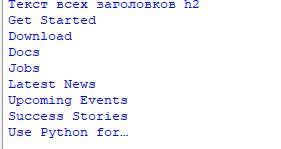 Текст всех заголовков h2
Get Started
Download
Docs
Jobs
Latest News
Upcoming Events
Success Stories
Use Python for…